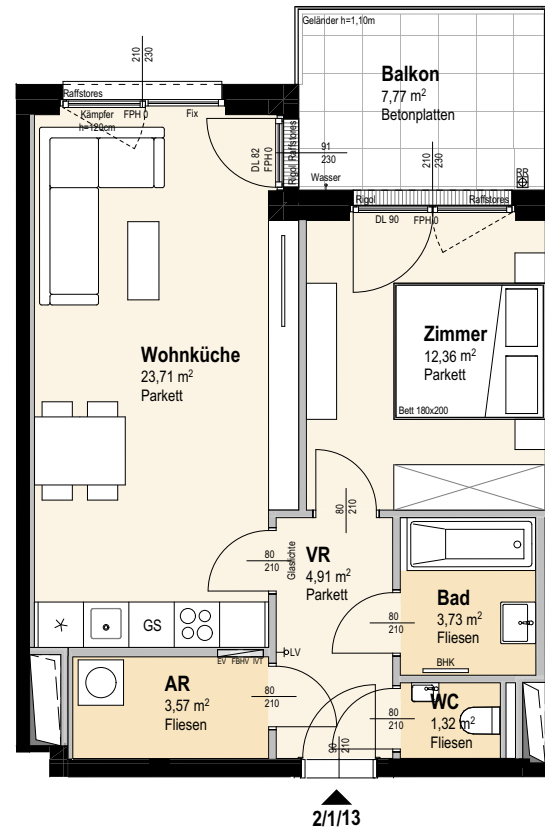 Geländer h=1,10m
210
230
Balkon
7,77 m²
Betonplatten
Raffstores
Kämpfer
h=120cm
FPH 0
Fix
DL 82
FPH 0
Rigol Raffstores
91
230
Wasser
210
230
RR
Rigol
Raffstores
DL 90
FPH 0
Wohnküche
23,71 m²
Parkett
Zimmer
12,36 m²
Parkett
Bett 180x200
80
210
80
210
Glaslichte
VR
4,91 m²
Parkett
Bad
3,73 m²
Fliesen
80
210
GS
LV
BHK
EV FBHV IVT
AR
3,57 m²
Fliesen
80
210
80
210
WC
1,32 m²
Fliesen
90
210
2/1/13